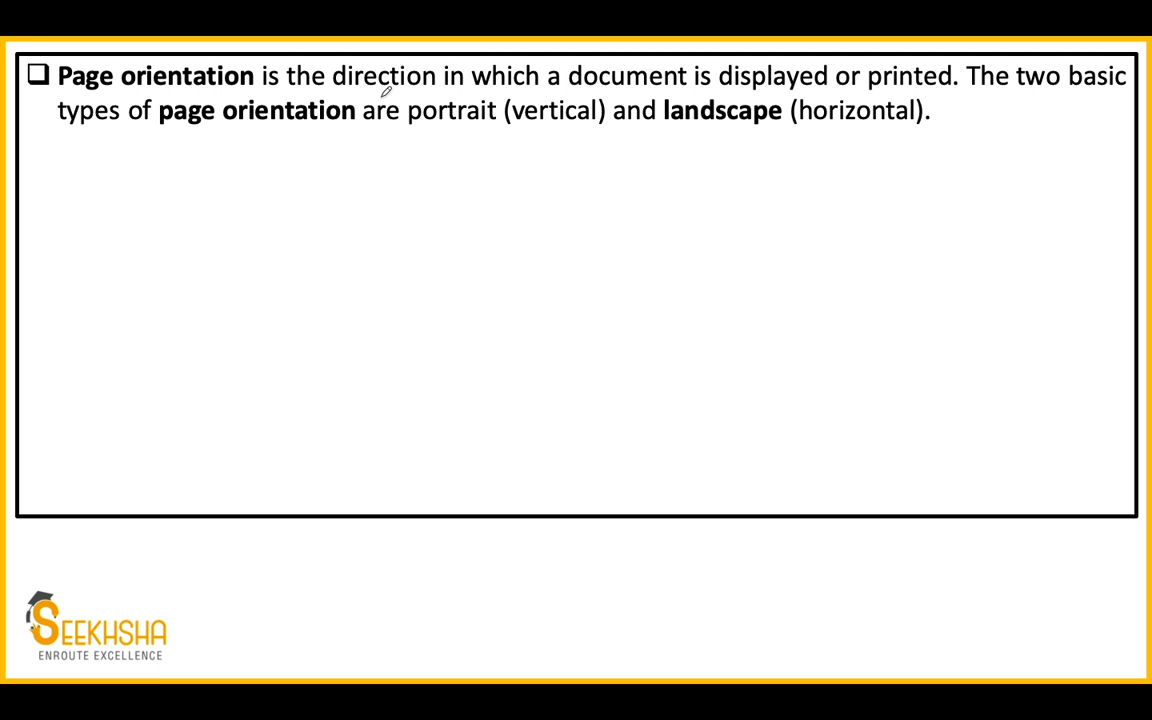 ❑ Page orientation is the direction in which a document is displayed or printed. The two basic
types of page orientation are portrait (vertical) and landscape (horizontal).
SEEKHSHA
ENROUTE EXCELLENCE